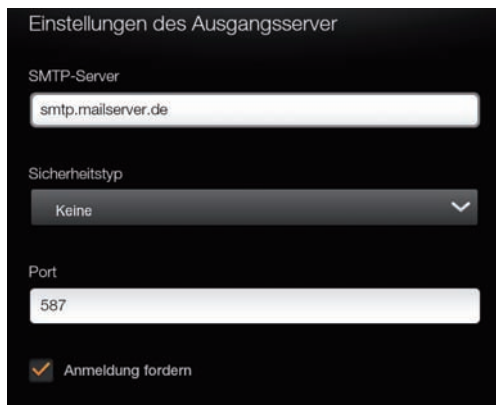 Einstellungen des Ausgangsserver
SMTP-Server
smtp.mailserver.de
Sicherheitstyp
Keine
Port
587
Anmeldung fordern